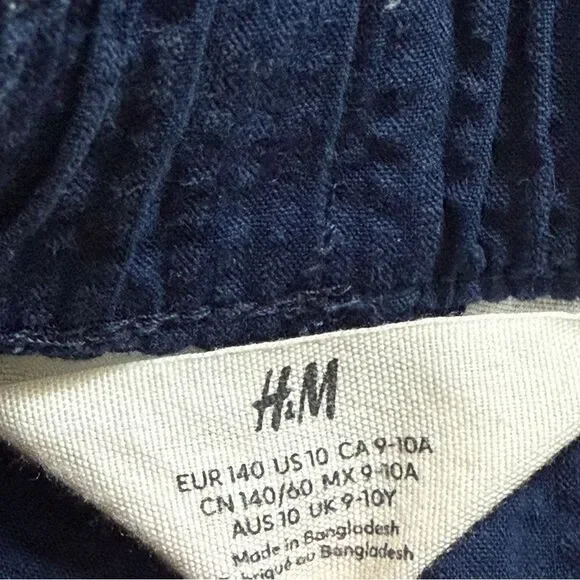 H&M
EUR 140 US 10 CA 9-10A
CN 140/60 MX 9-10A
AUS 10 UK 9-10Y
Made in Bangladesh
Fabriqué au Bangladesh